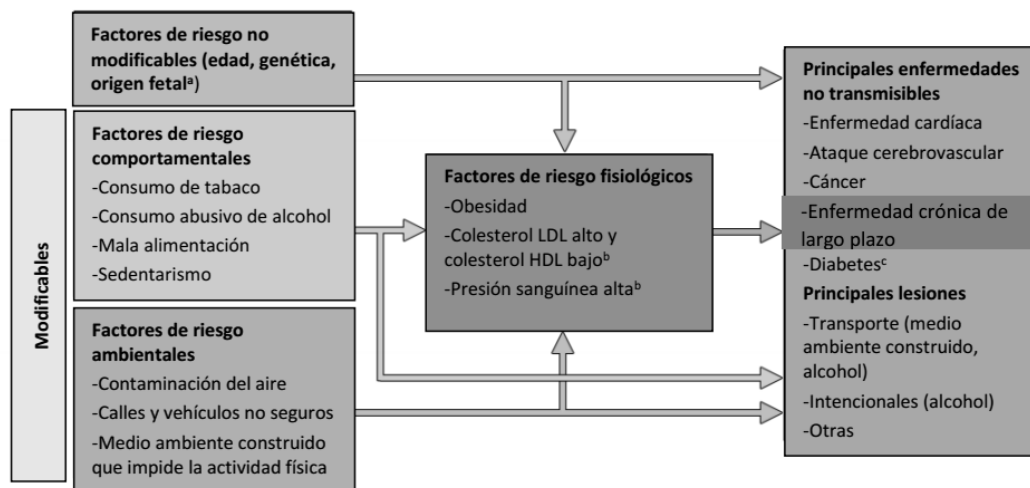 Factores de riesgo no
modificables (edad, genética,
origen fetalᵃ)
Modificables
Factores de riesgo
comportamentales
-Consumo de tabaco
-Consumo abusivo de alcohol
-Mala alimentación
-Sedentarismo
Factores de riesgo
ambientales
-Contaminación del aire
-Calles y vehículos no seguros
-Medio ambiente construido
que impide la actividad física
Factores de riesgo fisiológicos
-Obesidad
-Colesterol LDL alto y
colesterol HDL bajoᵇ
-Presión sanguínea altaᵇ
Principales enfermedades
no transmisibles
-Enfermedad cardíaca
-Ataque cerebrovascular
-Cáncer
-Enfermedad crónica de
largo plazo
-Diabetesᶜ
Principales lesiones
-Transporte (medio
ambiente construido,
alcohol)
-Intencionales (alcohol)
-Otras